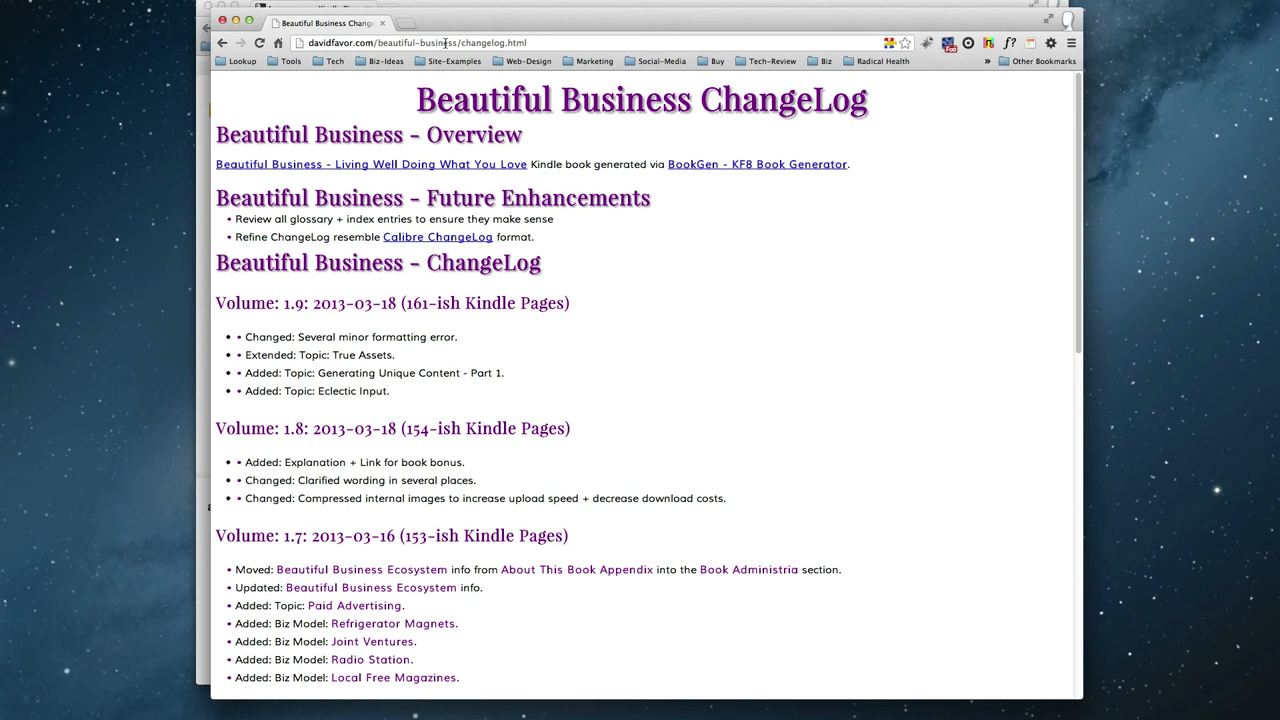 Beautiful Business Change
davidfavor.com/beautiful-business/changelog.html
Lookup Tools Tech Biz-Ideas Site-Examples Web-Design Marketing Social-Media Buy Tech-Review Biz Radical Health » Other Bookmarks
Beautiful Business ChangeLog
Beautiful Business - Overview
Beautiful Business - Living Well Doing What You Love Kindle book generated via BookGen - KF8 Book Generator.
Beautiful Business - Future Enhancements
• Review all glossary + index entries to ensure they make sense
• Refine ChangeLog resemble Calibre ChangeLog format.
Beautiful Business - ChangeLog
Volume: 1.9: 2013-03-18 (161-ish Kindle Pages)
• • Changed: Several minor formatting error.
• • Extended: Topic: True Assets.
• • Added: Topic: Generating Unique Content - Part 1.
• • Added: Topic: Eclectic Input.
Volume: 1.8: 2013-03-18 (154-ish Kindle Pages)
• • Added: Explanation + Link for book bonus.
• • Changed: Clarified wording in several places.
• • Changed: Compressed internal images to increase upload speed + decrease download costs.
Volume: 1.7: 2013-03-16 (153-ish Kindle Pages)
• Moved: Beautiful Business Ecosystem info from About This Book Appendix into the Book Administria section.
• Updated: Beautiful Business Ecosystem info.
• Added: Topic: Paid Advertising.
• Added: Biz Model: Refrigerator Magnets.
• Added: Biz Model: Joint Ventures.
• Added: Biz Model: Radio Station.
• Added: Biz Model: Local Free Magazines.